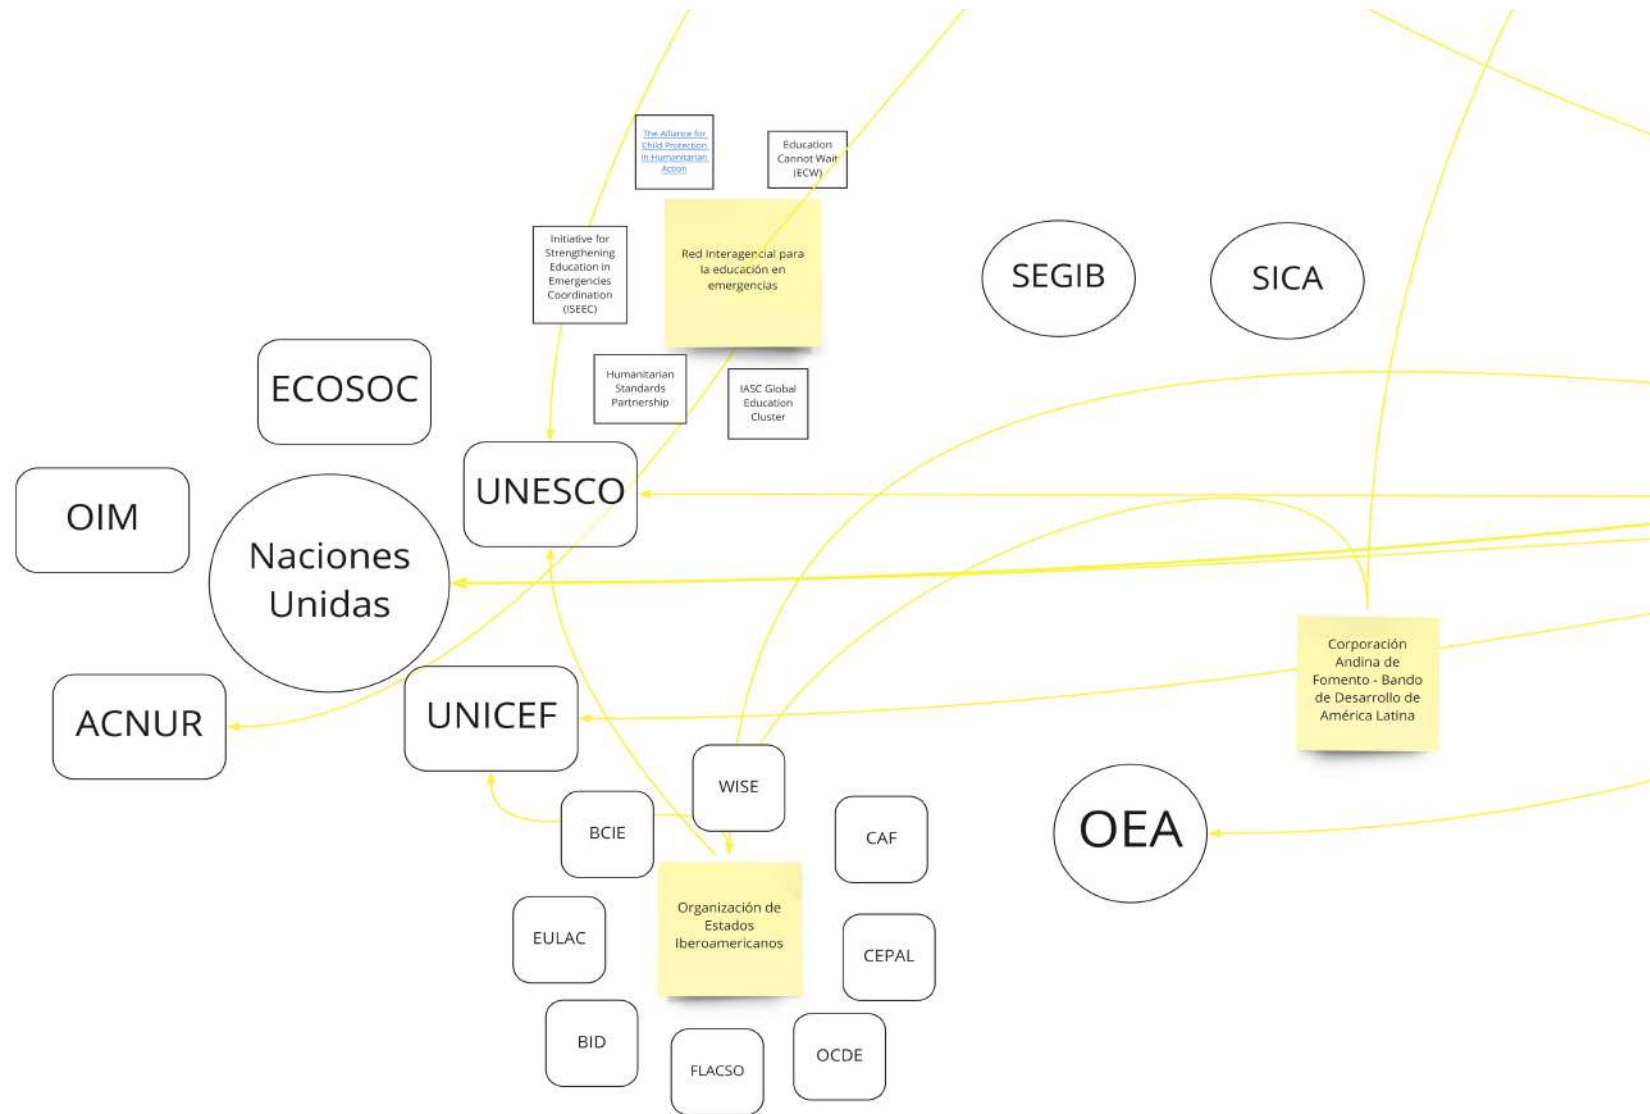 The Alliance for
Child Protection
in Humanitarian
Action
Education
Cannot Wait
(ECW)
Initiative for
Strengthening
Education in
Emergencies
Coordination
(ISEEC)
Red Interagencial para
la educación en
emergencias
SEGIB
SICA
Humanitarian
Standards
Partnership
IASC Global
Education
Cluster
ECOSOC
UNESCO
OIM
Naciones
Unidas
ACNUR
UNICEF
Corporación
Andina de
Fomento - Bando
de Desarrollo de
América Latina
WISE
BCIE
CAF
OEA
Organización de
Estados
Iberoamericanos
EULAC
CEPAL
BID
FLACSO
OCDE